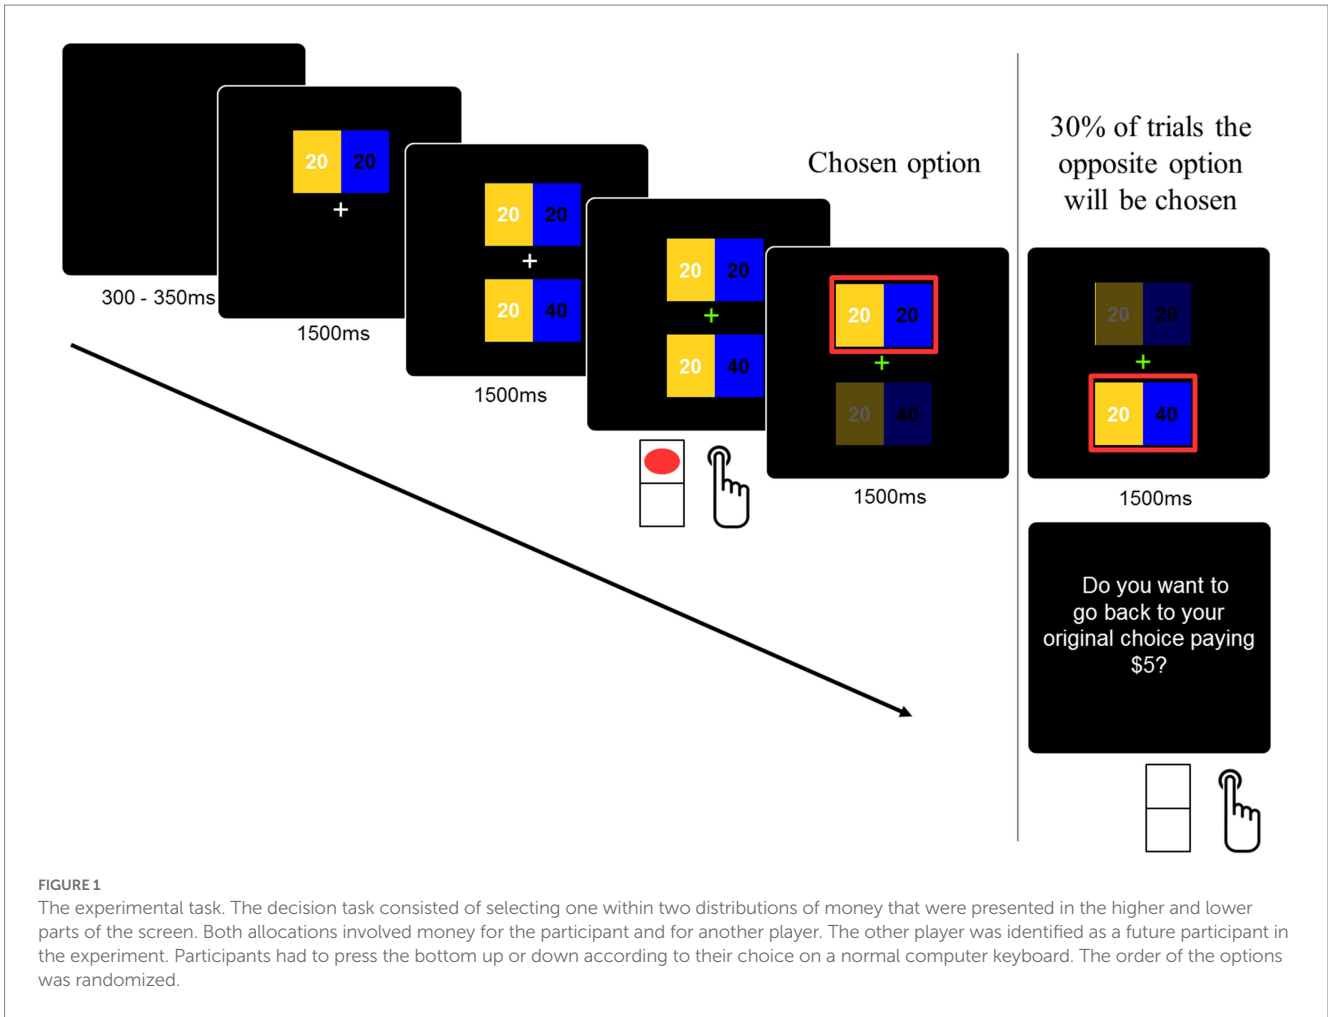 300 - 350ms
20 20
+
1500ms
20 20
+
20 40
1500ms
20 20
+
20 40
Chosen option
20 20
+
20 40
1500ms
30% of trials the
opposite option
will be chosen
20 20
+
20 40
1500ms
Do you want to
go back to your
original choice paying
$5?
FIGURE 1
The experimental task. The decision task consisted of selecting one within two distributions of money that were presented in the higher and lower
parts of the screen. Both allocations involved money for the participant and for another player. The other player was identified as a future participant in
the experiment. Participants had to press the bottom up or down according to their choice on a normal computer keyboard. The order of the options
was randomized.